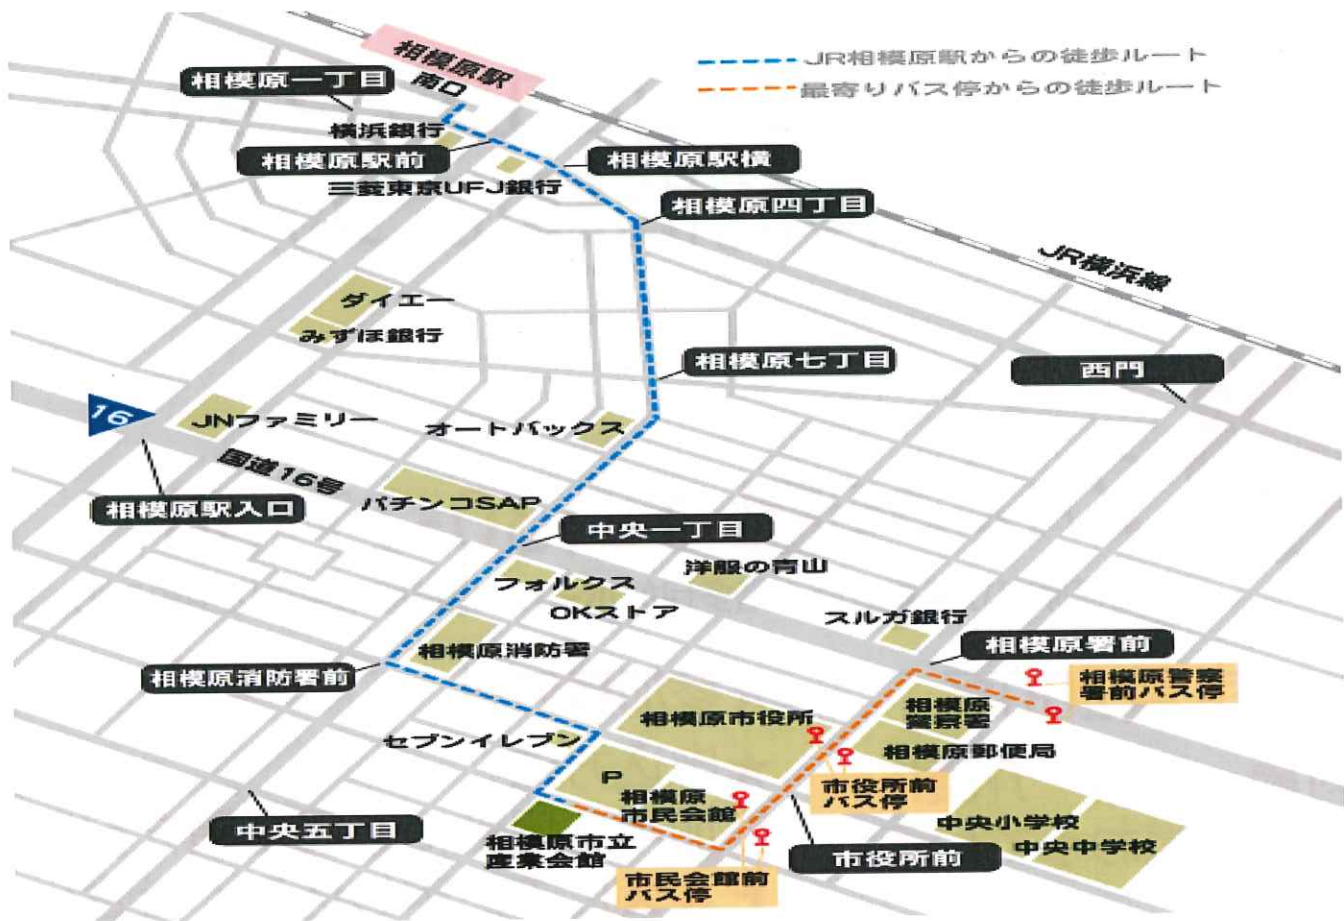 相模原駅
南口
JR相模原駅からの徒歩ルート
最寄りバス停からの徒歩ルート
相模原一丁目
横浜銀行
相模原駅前
相模原駅横
三菱東京UFJ銀行
相模原四丁目
JR横浜線
ダイエー
みずほ銀行
相模原七丁目
西門
16
JNファミリー
オートバックス
国道16号
パチンコSAP
相模原駅入口
中央一丁目
フォルクス
洋服の青山
OKストア
スルガ銀行
相模原署前
相模原消防署
相模原消防署前
相模原警察
署前バス停
相模原市役所
相模原
警察署
セブンイレブン
相模原郵便局
P
相模原
市民会館
市役所前
バス停
中央五丁目
相模原市立
産業会館
中央小学校
中央中学校
市役所前
市民会館前
バス停